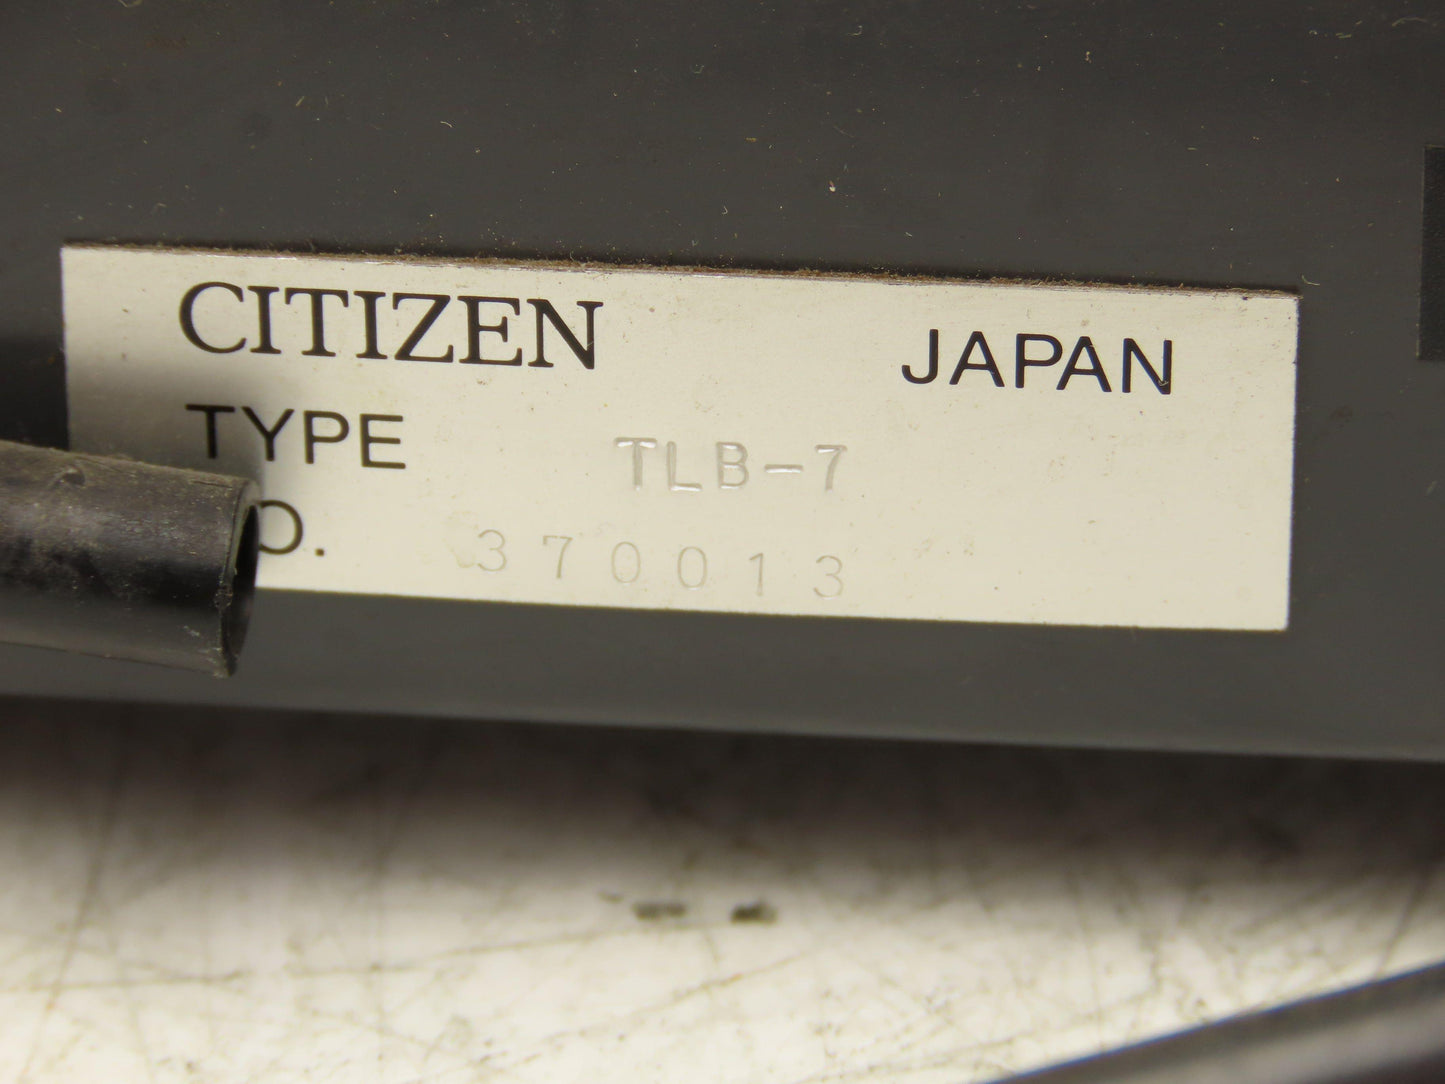 CITIZEN JAPAN
TYPE TLB-7
O. 370013